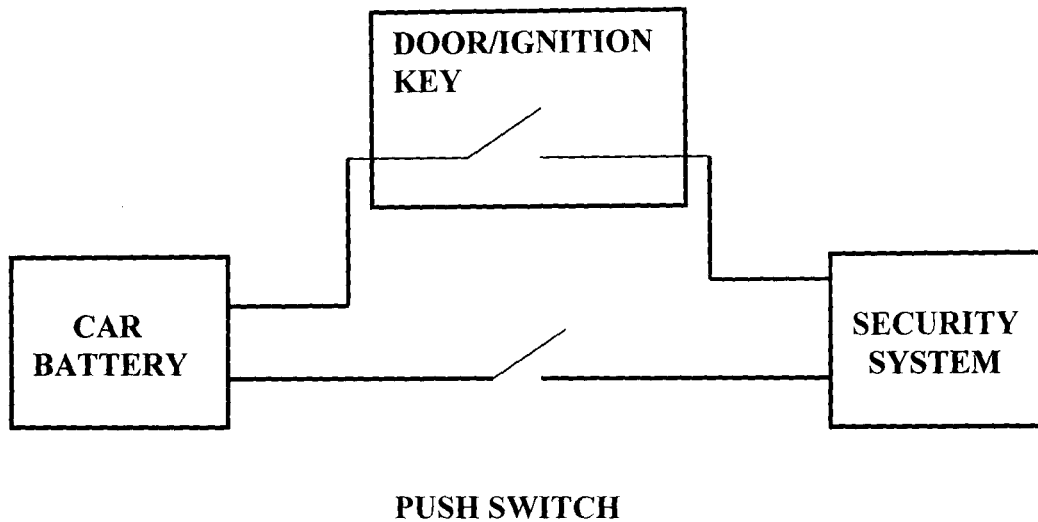 DOOR/IGNITION
KEY
CAR
BATTERY
SECURITY
SYSTEM
PUSH SWITCH